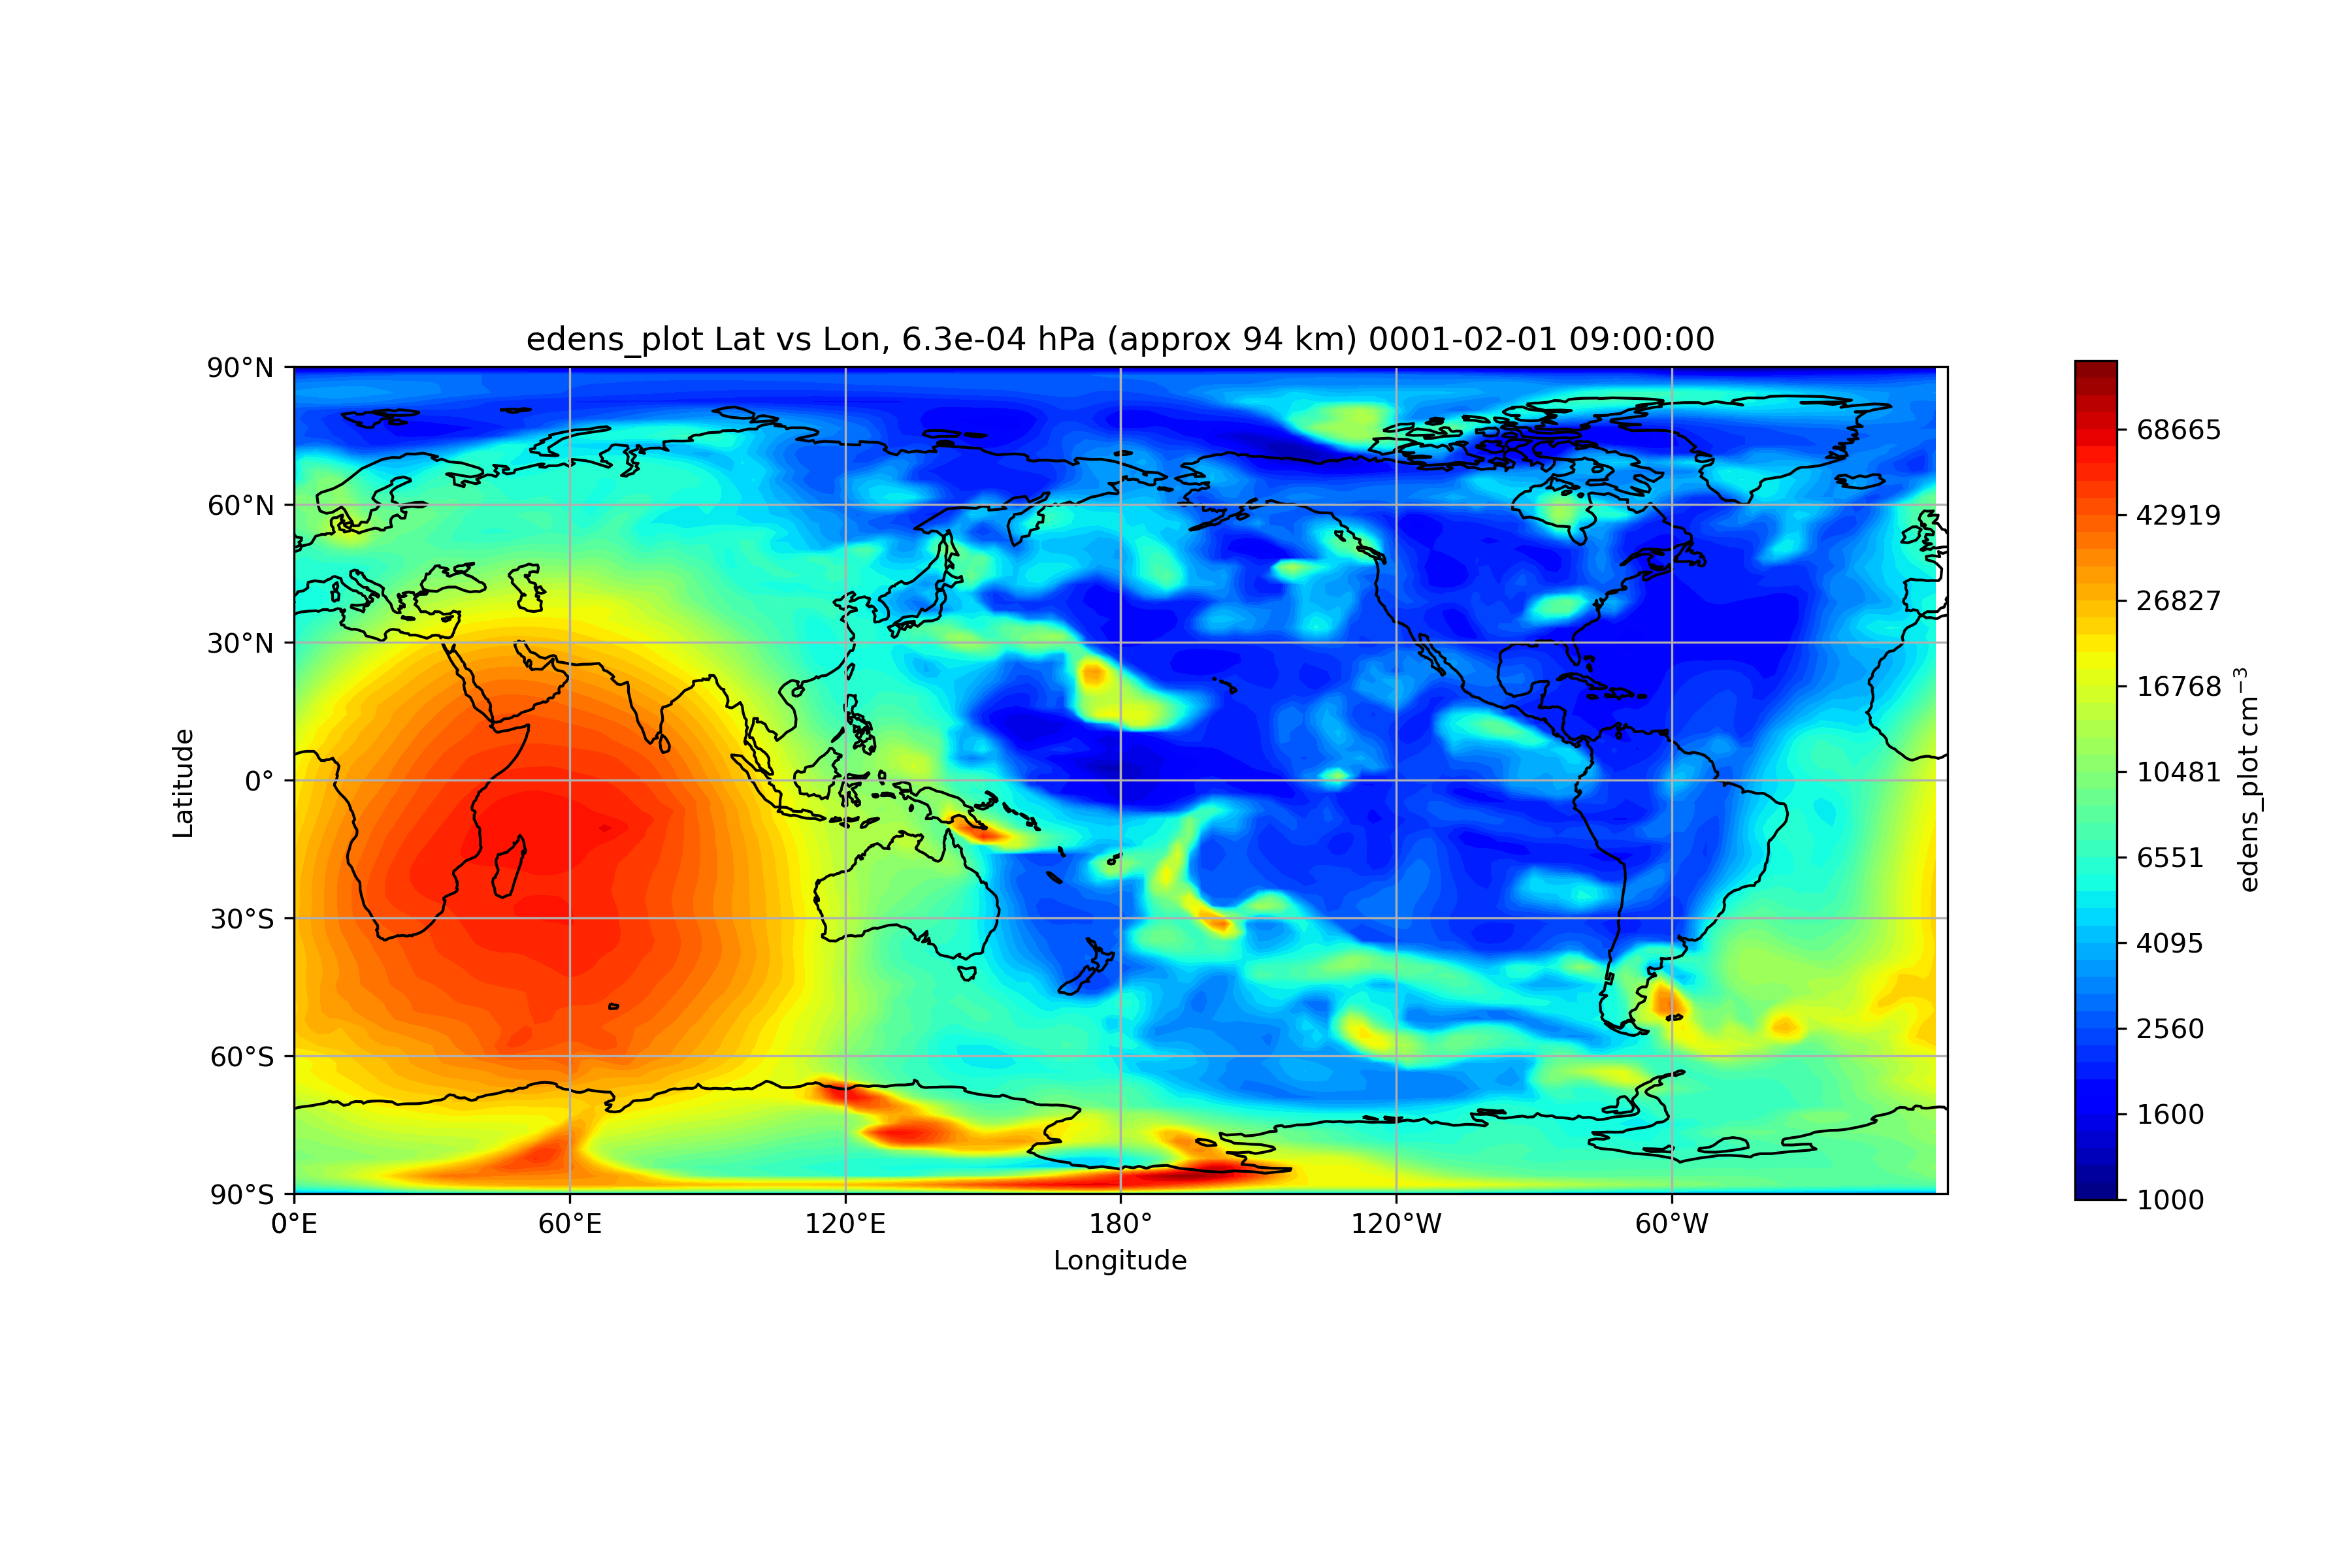 edens_plot Lat vs Lon, 6.3e-04 hPa (approx 94 km) 0001-02-01 09:00:00
90°N
60°N
30°N
0°
30°S
60°S
90°S
Latitude
0°E
60°E
120°E
180°
120°W
60°W
Longitude
68665
42919
26827
16768
10481
6551
4095
2560
1600
1000
edens_plot cm⁻³